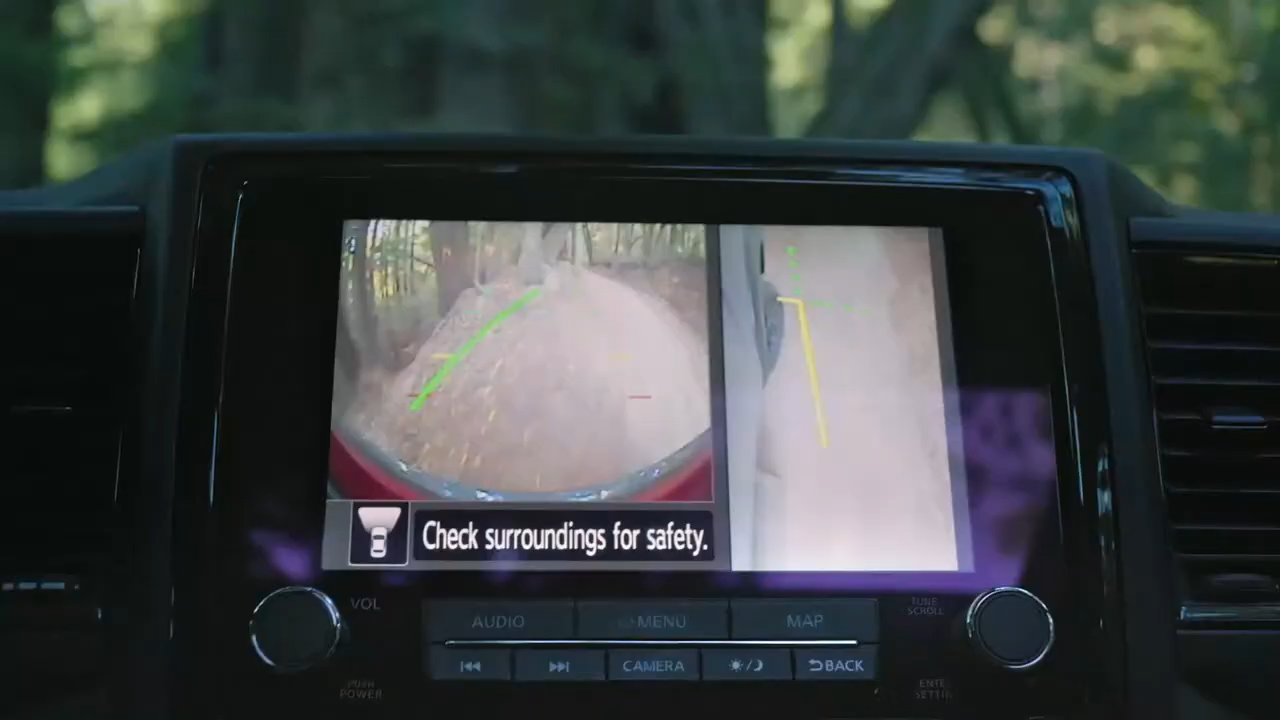 Check surroundings for safety.
VOL
TUNE
SCROLL
AUDIO
MENU
MAP
CAMERA
BACK
PUSH
POWER